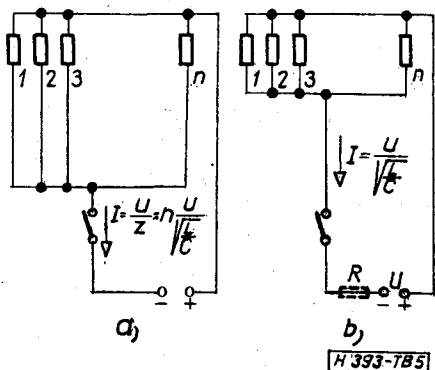 1 2 3 n
I=u/z=n u/√(L/C)
- +
a)
1 2 3 n
I=u/√(L/C)
R U
- +
b)
H 393-TB5